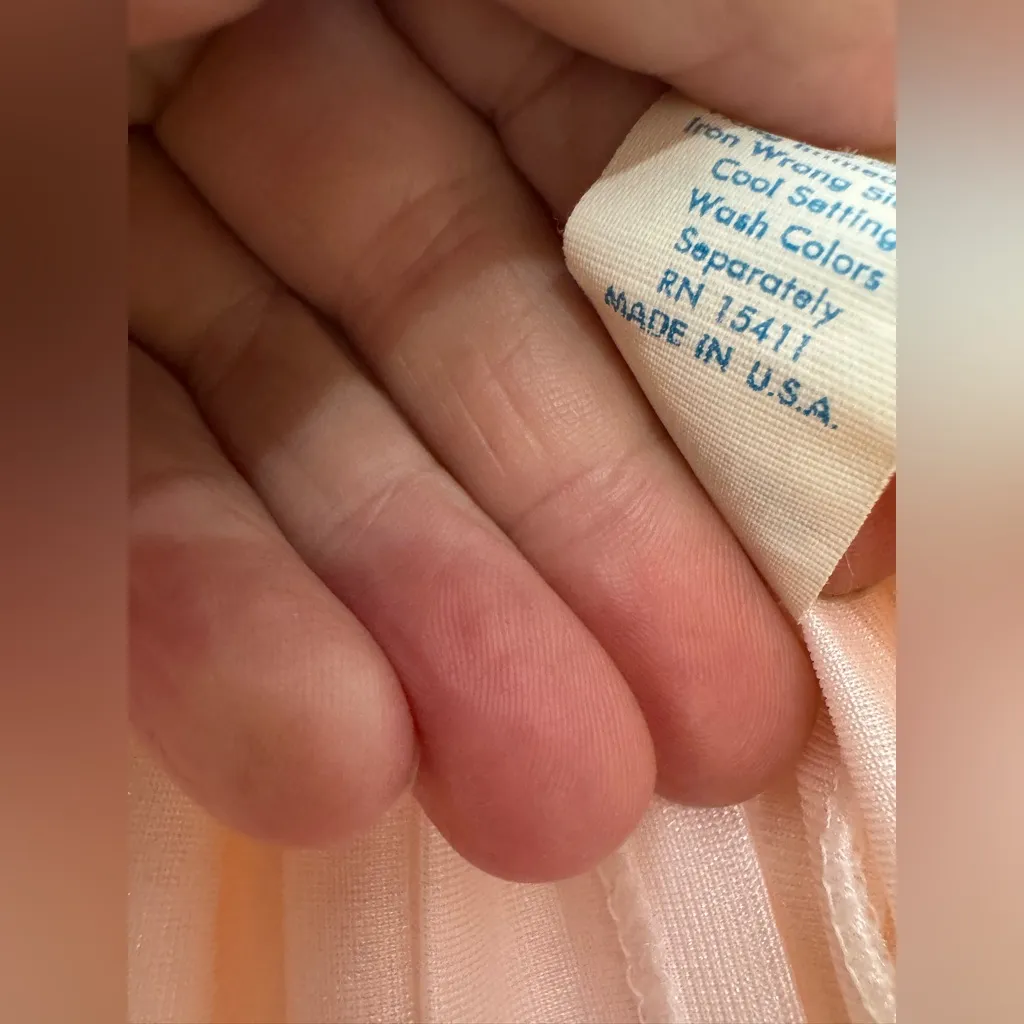 Iron Wrong
Cool Setting
Wash Colors
Separately
RN 15411
MADE IN U.S.A.